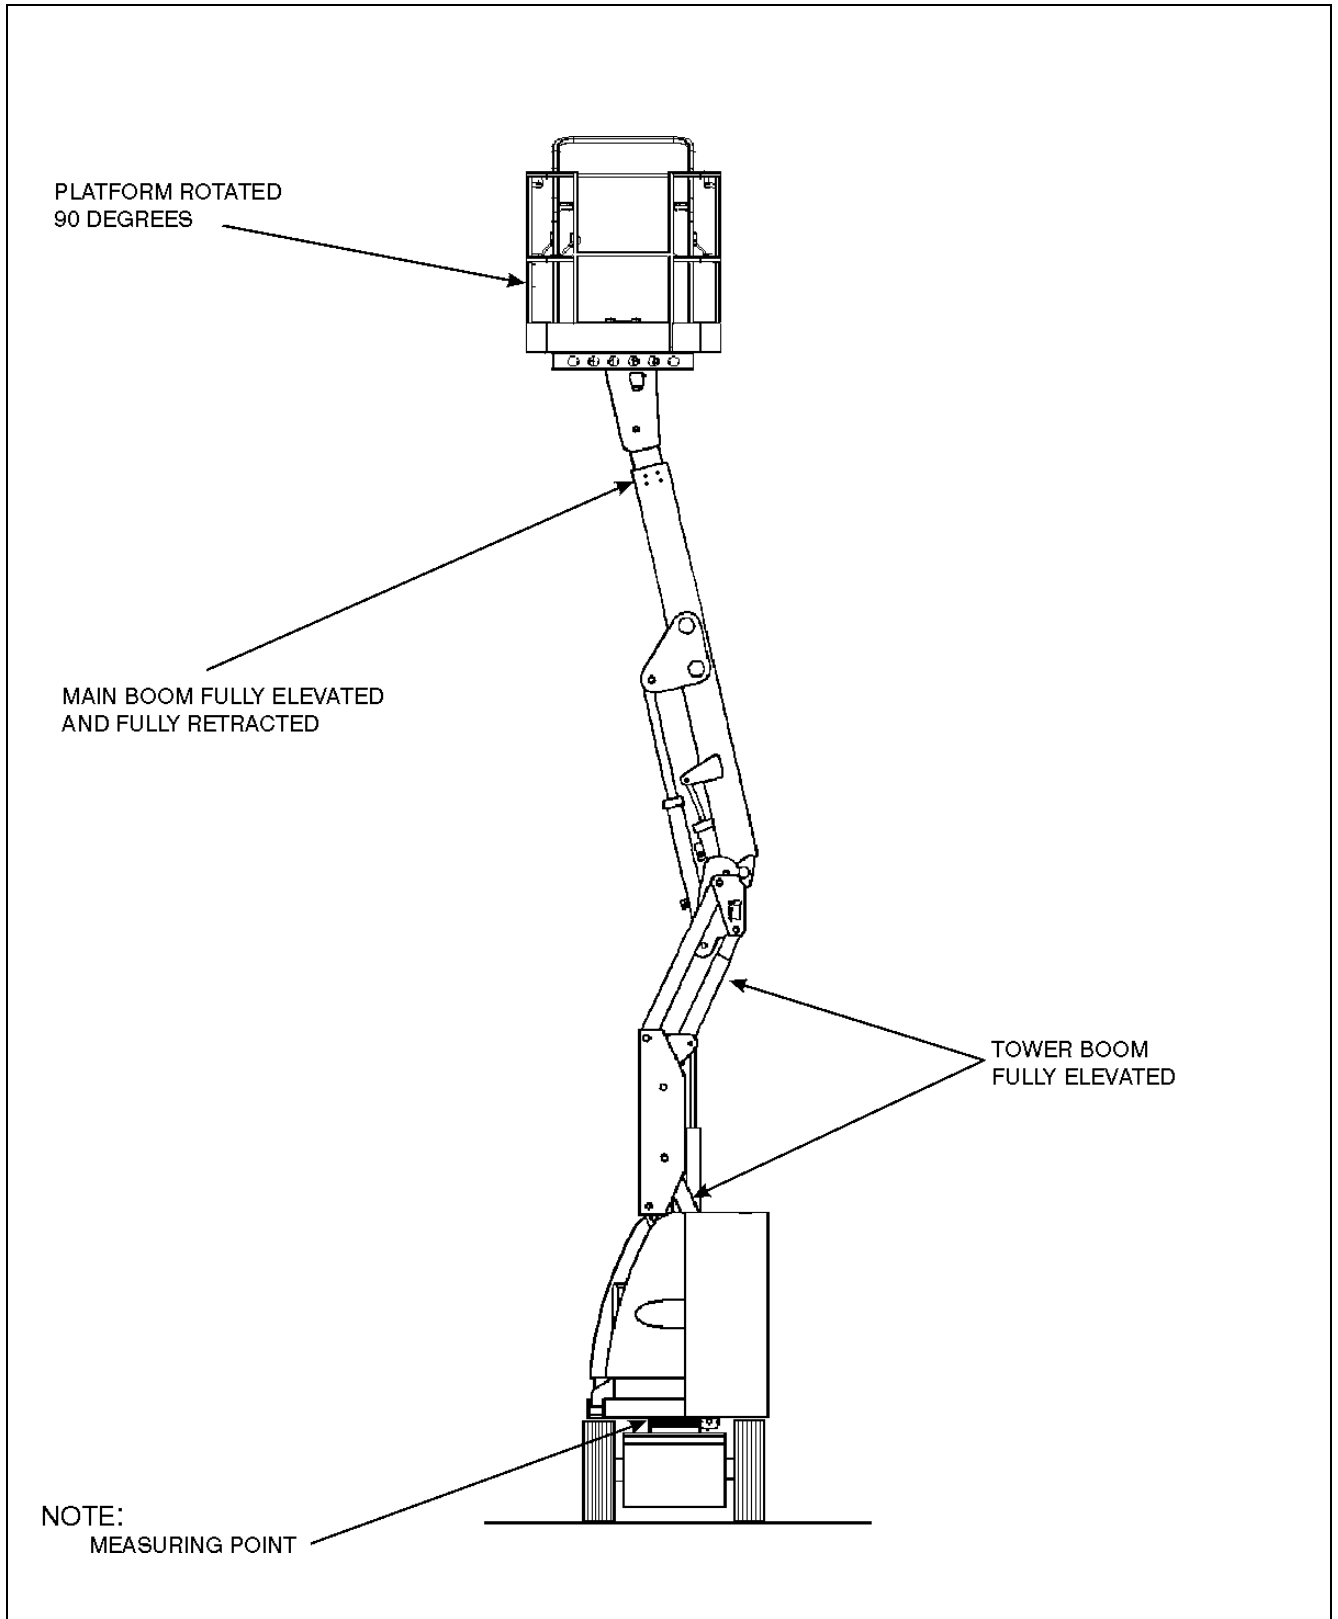 PLATFORM ROTATED
90 DEGREES
MAIN BOOM FULLY ELEVATED
AND FULLY RETRACTED
TOWER BOOM
FULLY ELEVATED
NOTE:
MEASURING POINT